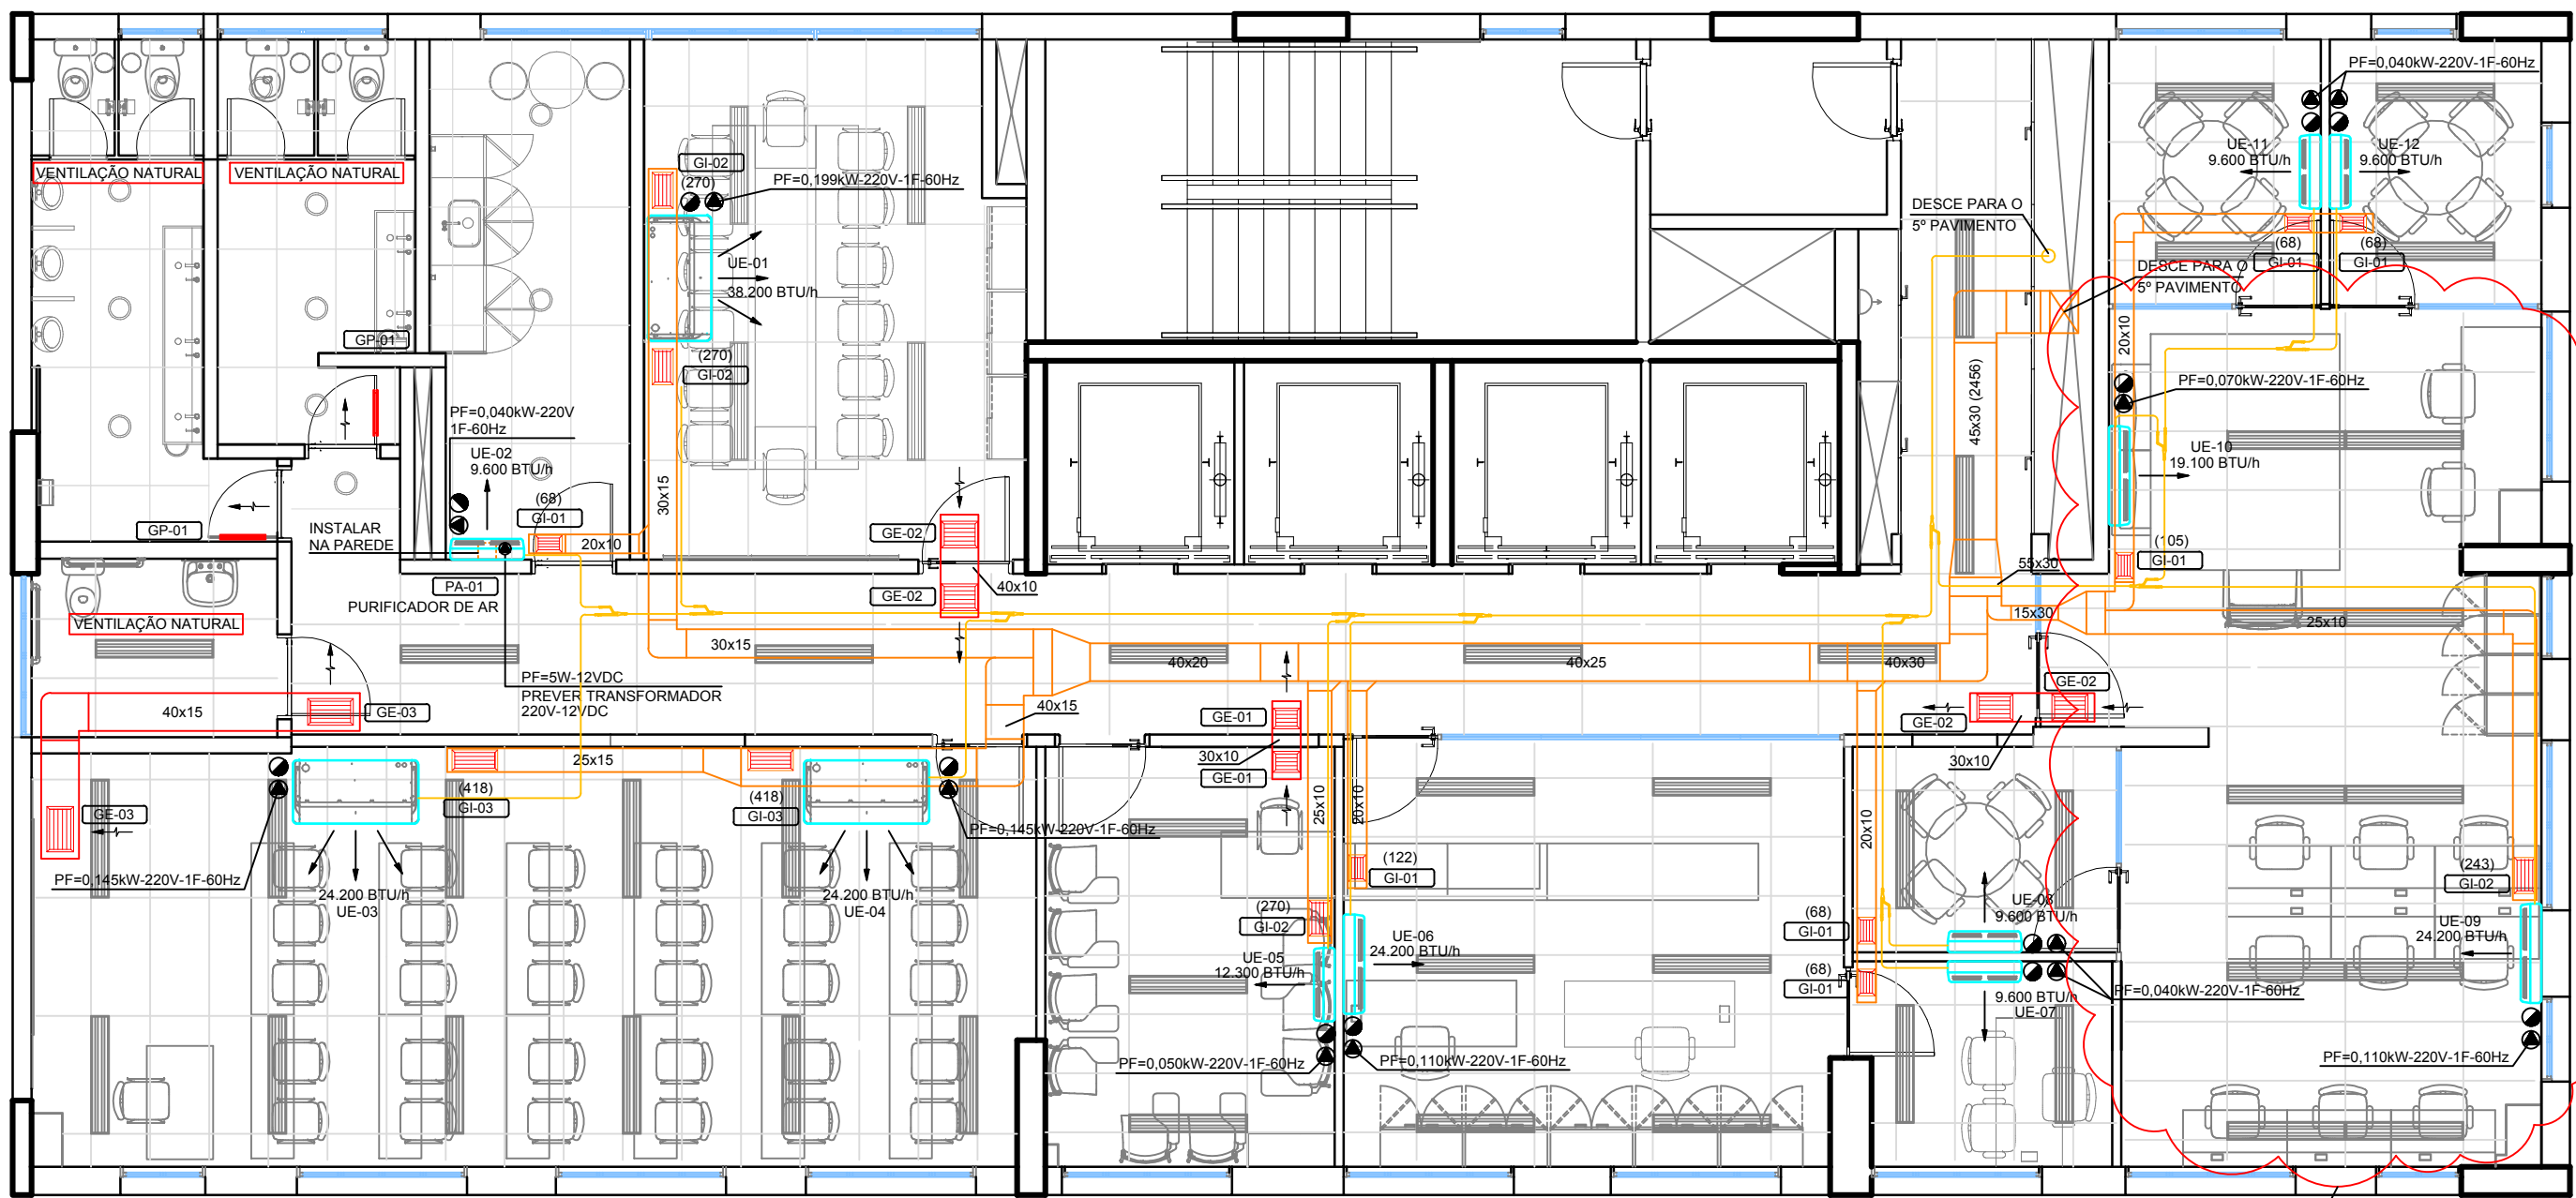 PF=0,040kW-220V-1F-60Hz
UE-11
9.600 BTU/h
UE-12
9.600 BTU/h
VENTILAÇÃO NATURAL
VENTILAÇÃO NATURAL
GI-02
(270)
PF=0,199kW-220V-1F-60Hz
DESCE PARA O
5º PAVIMENTO
(68)
GI-01
(68)
GI-01
UE-01
38.200 BTU/h
DESCE PARA O
5º PAVIMENTO
GP-01
(270)
GI-02
20x10
PF=0,070kW-220V-1F-60Hz
45x30 (2456)
PF=0,040kW-220V
1F-60Hz
UE-02
9.600 BTU/h
UE-10
19.100 BTU/h
30x15
(68)
GI-01
GP-01
INSTALAR
NA PAREDE
20x10
GE-02
(105)
GI-01
55x30
PA-01
PURIFICADOR DE AR
GE-02
40x10
VENTILAÇÃO NATURAL
15x30
25x10
30x15
40x20
40x25
40x30
PF=5W-12VDC
PREVER TRANSFORMADOR
220V-12VDC
GE-02
40x15
GE-03
40x15
GE-01
GE-02
30x10
GE-01
30x10
25x15
(418)
GI-03
(418)
GI-03
GE-03
25x10
20x10
20x10
PF=0,145kW-220V-1F-60Hz
(122)
GI-01
(243)
GI-02
PF=0,145kW-220V-1F-60Hz
24.200 BTU/h
UE-03
24.200 BTU/h
UE-04
(270)
GI-02
(68)
GI-01
UE-08
9.600 BTU/h
UE-09
24.200 BTU/h
UE-06
24.200 BTU/h
UE-05
12.300 BTU/h
(68)
GI-01
PF=0,040kW-220V-1F-60Hz
9.600 BTU/h
UE-07
PF=0,050kW-220V-1F-60Hz
PF=0,110kW-220V-1F-60Hz
PF=0,110kW-220V-1F-60Hz